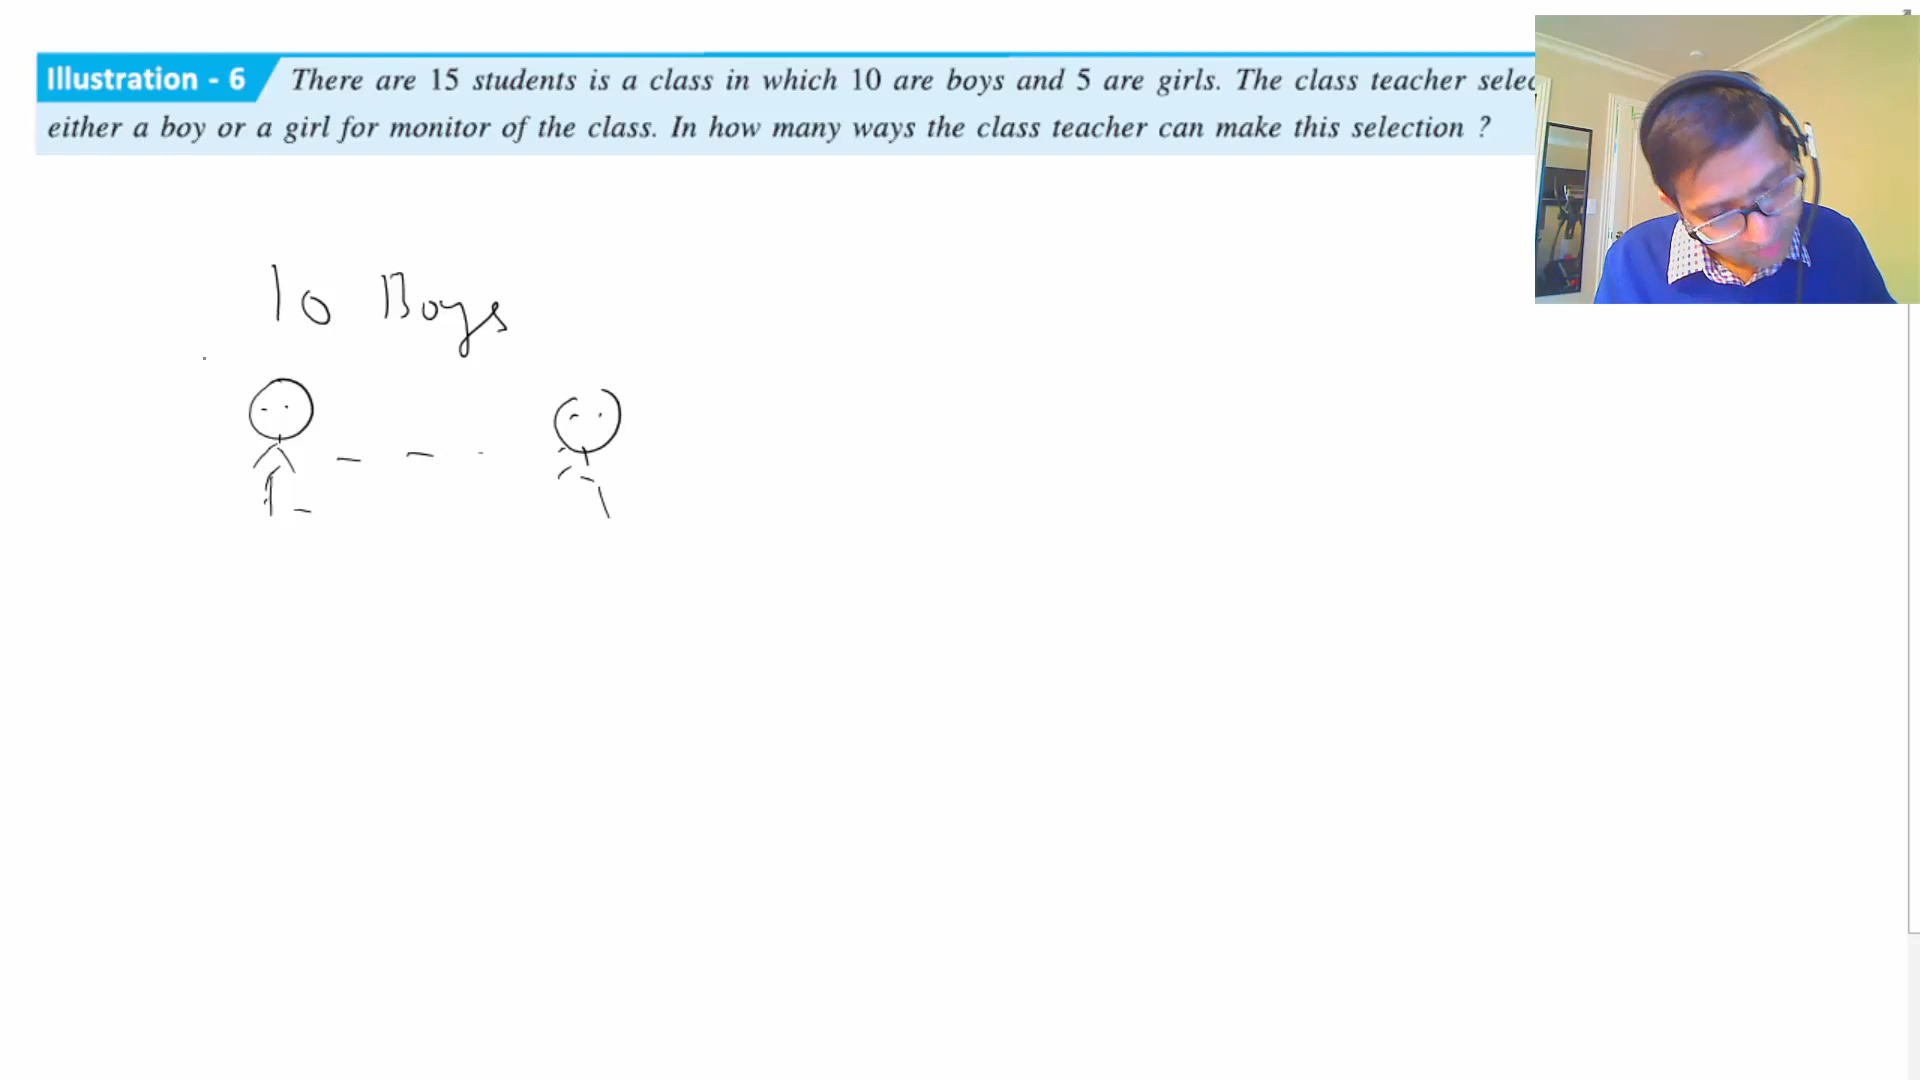 Illustration - 6 There are 15 students is a class in which 10 are boys and 5 are girls. The class teacher selec
either a boy or a girl for monitor of the class. In how many ways the class teacher can make this selection ?
10 Boys